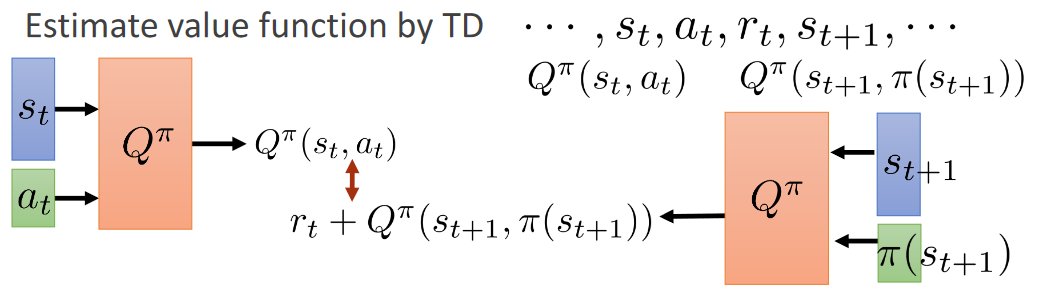 Estimate value function by TD
⋯ , s_t, a_t, r_t, s_{t+1}, ⋯
Q^π(s_t, a_t)
Q^π(s_{t+1}, π(s_{t+1}))
s_t
a_t
Q^π
Q^π(s_t, a_t)
r_t + Q^π(s_{t+1}, π(s_{t+1}))
Q^π
s_{t+1}
π(s_{t+1})